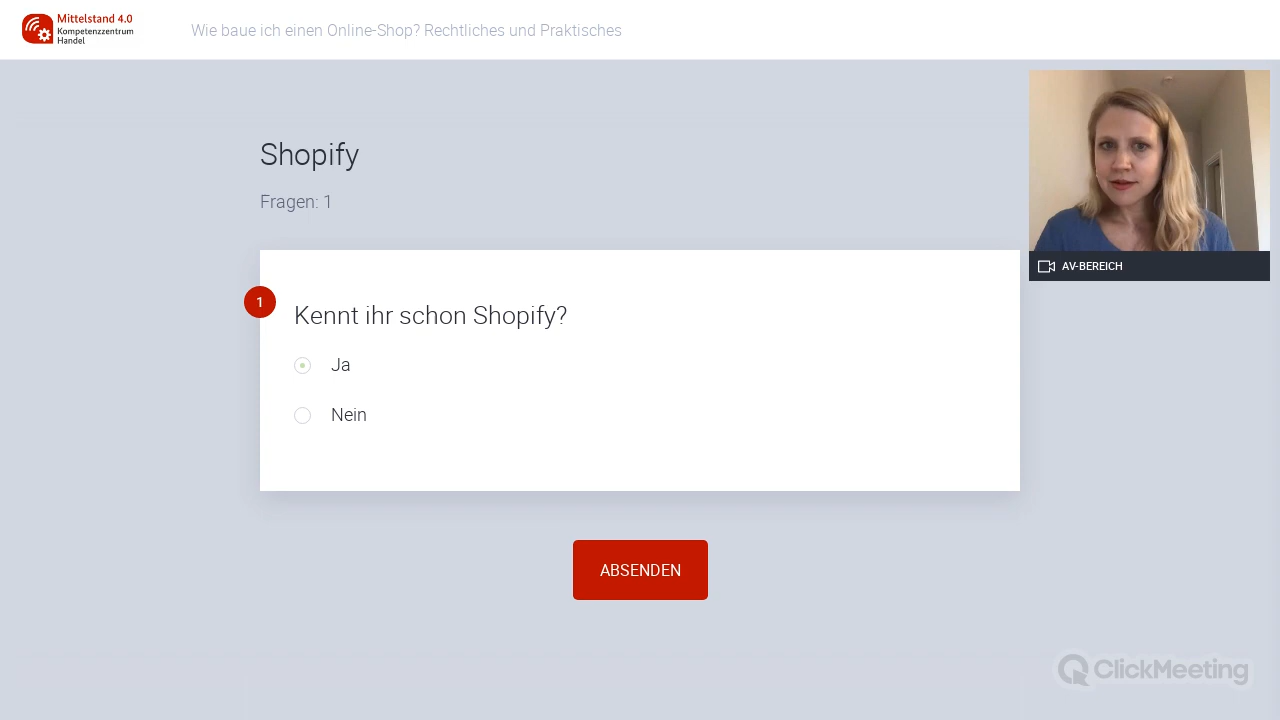 Mittelstand 4.0
Kompetenzzentrum
Handel
Wie baue ich einen Online-Shop? Rechtliches und Praktisches
Shopify
Fragen: 1
AV-BEREICH
1
Kennt ihr schon Shopify?
Ja
Nein
ABSENDEN
ClickMeeting